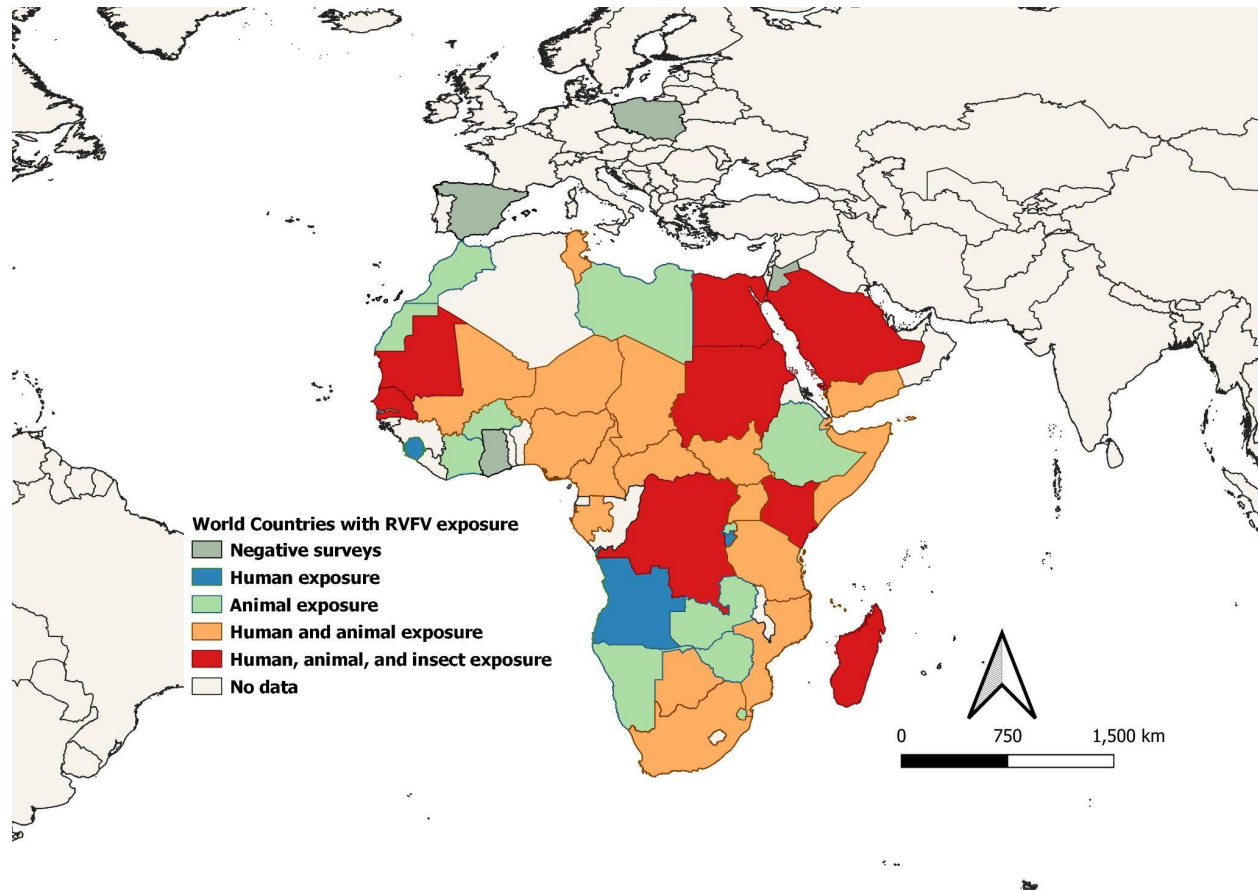 World Countries with RVFV exposure
Negative surveys
Human exposure
Animal exposure
Human and animal exposure
Human, animal, and insect exposure
No data
0 750 1,500 km